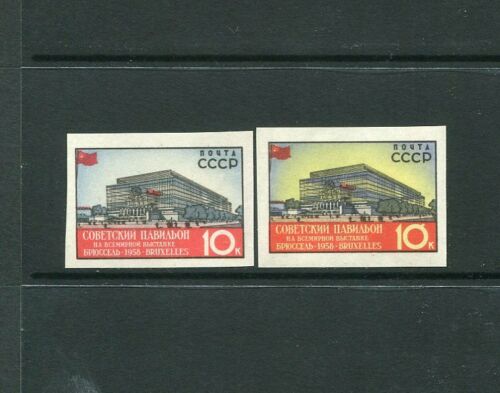 ПОЧТА
СССР
СОВЕТСКИЙ ПАВИЛЬОН
НА ВСЕМИРНОЙ ВЫСТАВКЕ
БРЮССЕЛЬ·1958·BRUXELLES
10К
ПОЧТА
СССР
СОВЕТСКИЙ ПАВИЛЬОН
НА ВСЕМИРНОЙ ВЫСТАВКЕ
БРЮССЕЛЬ·1958·BRUXELLES
10К